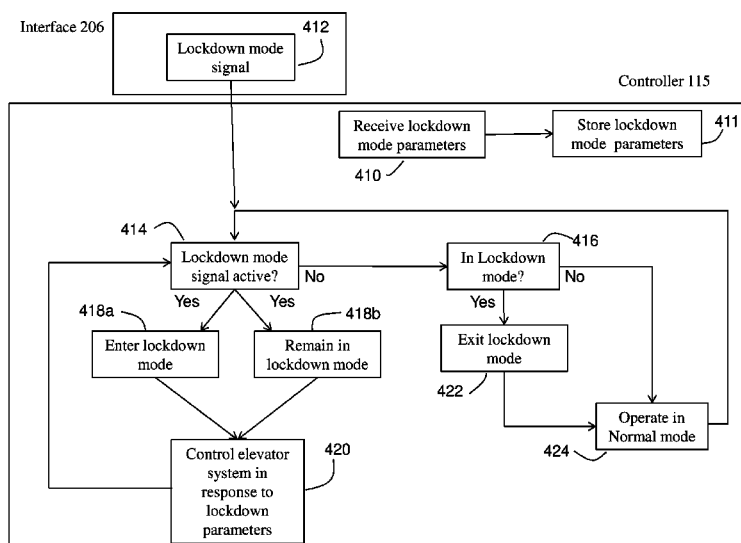 Interface 206
Lockdown mode
signal
412
Controller 115
Receive lockdown
mode parameters
410
Store lockdown
mode parameters
411
414
Lockdown mode
signal active?
No
Yes
Yes
416
In Lockdown
mode?
No
Yes
418a
Enter lockdown
mode
418b
Remain in
lockdown mode
Exit lockdown
mode
422
Operate in
Normal mode
424
Control elevator
system in
response to
lockdown
parameters
420